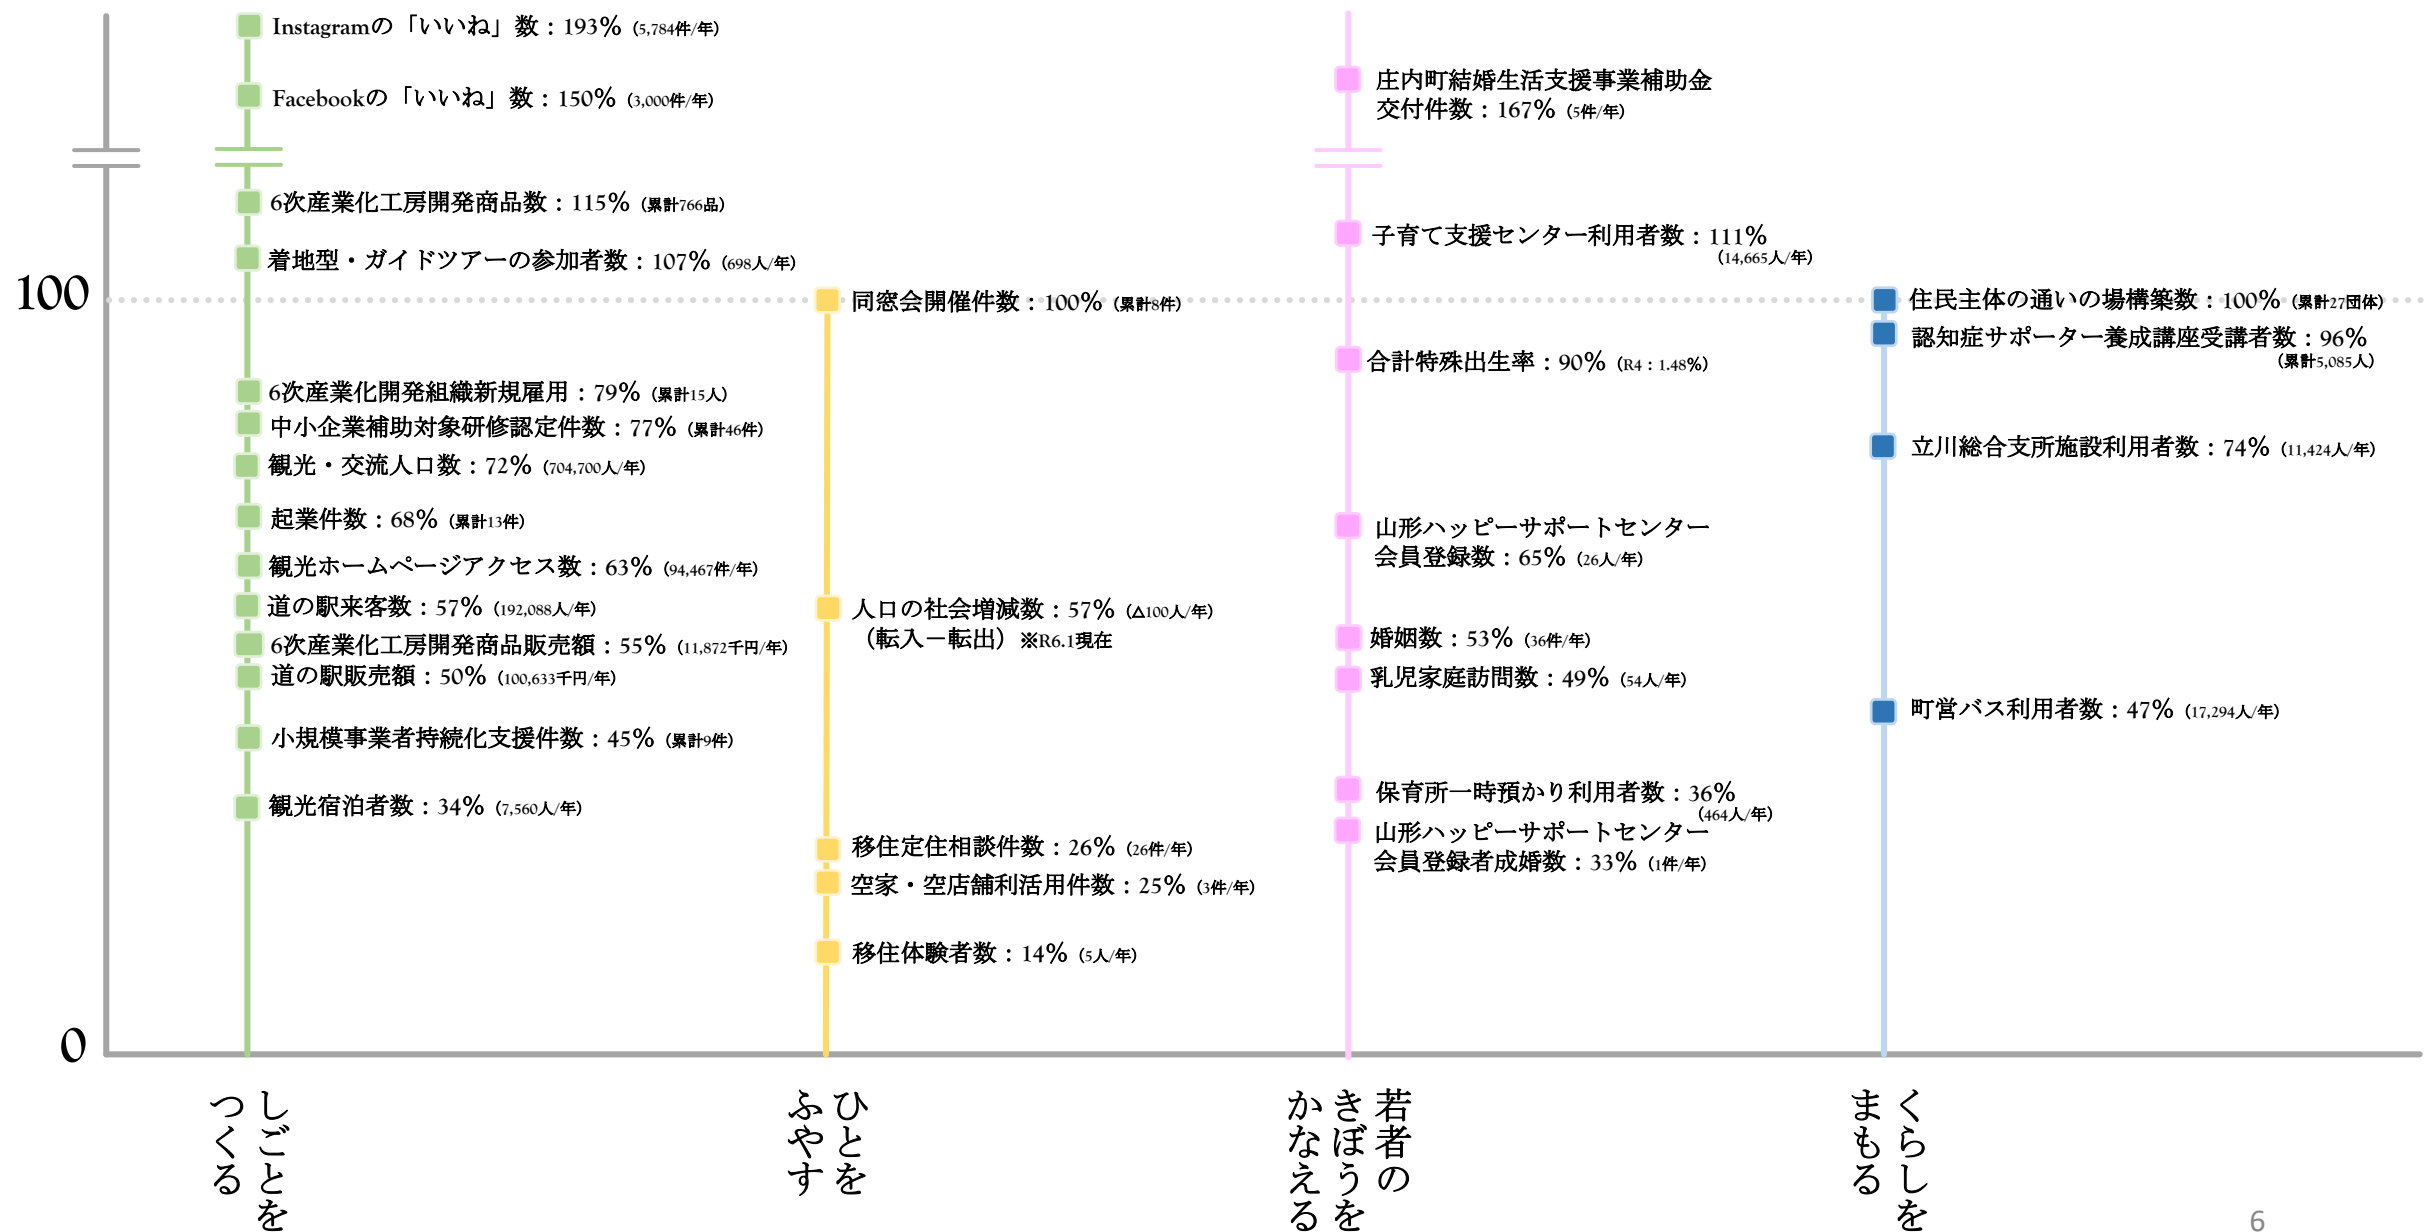 Instagramの「いいね」数：193%（5,784件/年）
Facebookの「いいね」数：150%（3,000件/年）
6次産業化工房開発商品数：115%（累計766品）
着地型・ガイドツアーの参加者数：107%（698人/年）
100
6次産業化開発組織新規雇用：79%（累計15人）
中小企業補助対象研修認定件数：77%（累計46件）
観光・交流人口数：72%（704,700人/年）
起業件数：68%（累計13件）
観光ホームページアクセス数：63%（94,467件/年）
道の駅来客数：57%（192,088人/年）
6次産業化工房開発商品販売額：55%（11,872千円/年）
道の駅販売額：50%（100,633千円/年）
小規模事業者持続化支援件数：45%（累計9件）
観光宿泊者数：34%（7,560人/年）
0
しごとを
つくる
同窓会開催件数：100%（累計8件）
人口の社会増減数：57%（△100人/年）
（転入－転出）※R6.1現在
移住定住相談件数：26%（26件/年）
空家・空店舗利活用件数：25%（3件/年）
移住体験者数：14%（5人/年）
ひとを
ふやす
庄内町結婚生活支援事業補助金
交付件数：167%（5件/年）
子育て支援センター利用者数：111%
（14,665人/年）
合計特殊出生率：90%（R4：1.48%）
山形ハッピーサポートセンター
会員登録数：65%（26人/年）
婚姻数：53%（36件/年）
乳児家庭訪問数：49%（54人/年）
保育所一時預かり利用者数：36%
（464人/年）
山形ハッピーサポートセンター
会員登録者成婚数：33%（1件/年）
若者の
きぼうを
かなえる
住民主体の通いの場構築数：100%（累計27団体）
認知症サポーター養成講座受講者数：96%
（累計5,085人）
立川総合支所施設利用者数：74%（11,424人/年）
町営バス利用者数：47%（17,294人/年）
くらしを
まもる
6